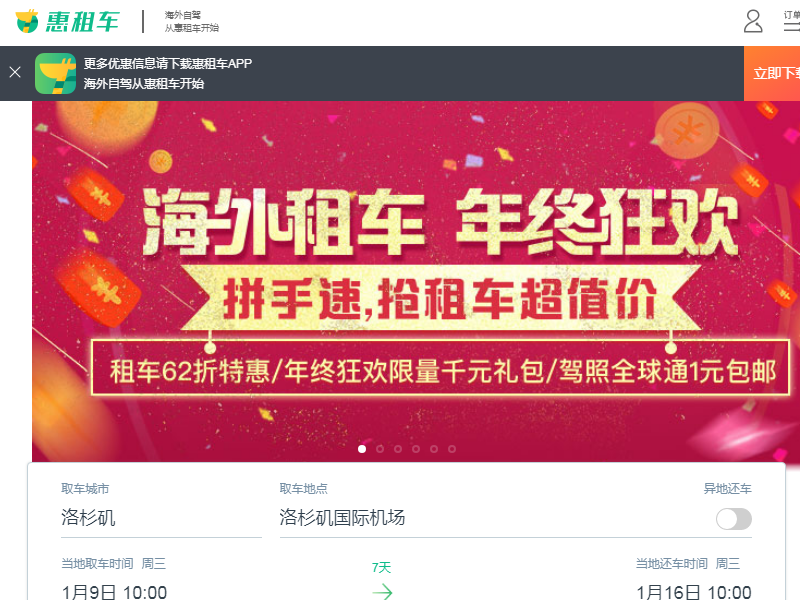 惠租车
海外自驾
从惠租车开始
订单
更多优惠信息请下载惠租车APP
海外自驾从惠租车开始
立即下
海外租车 年终狂欢
拼手速,抢租车超值价
租车62折特惠/年终狂欢限量千元礼包/驾照全球通1元包邮
取车城市
取车地点
异地还车
洛杉矶
洛杉矶国际机场
当地取车时间 周三
7天
当地还车时间 周三
1月9日 10:00
1月16日 10:00